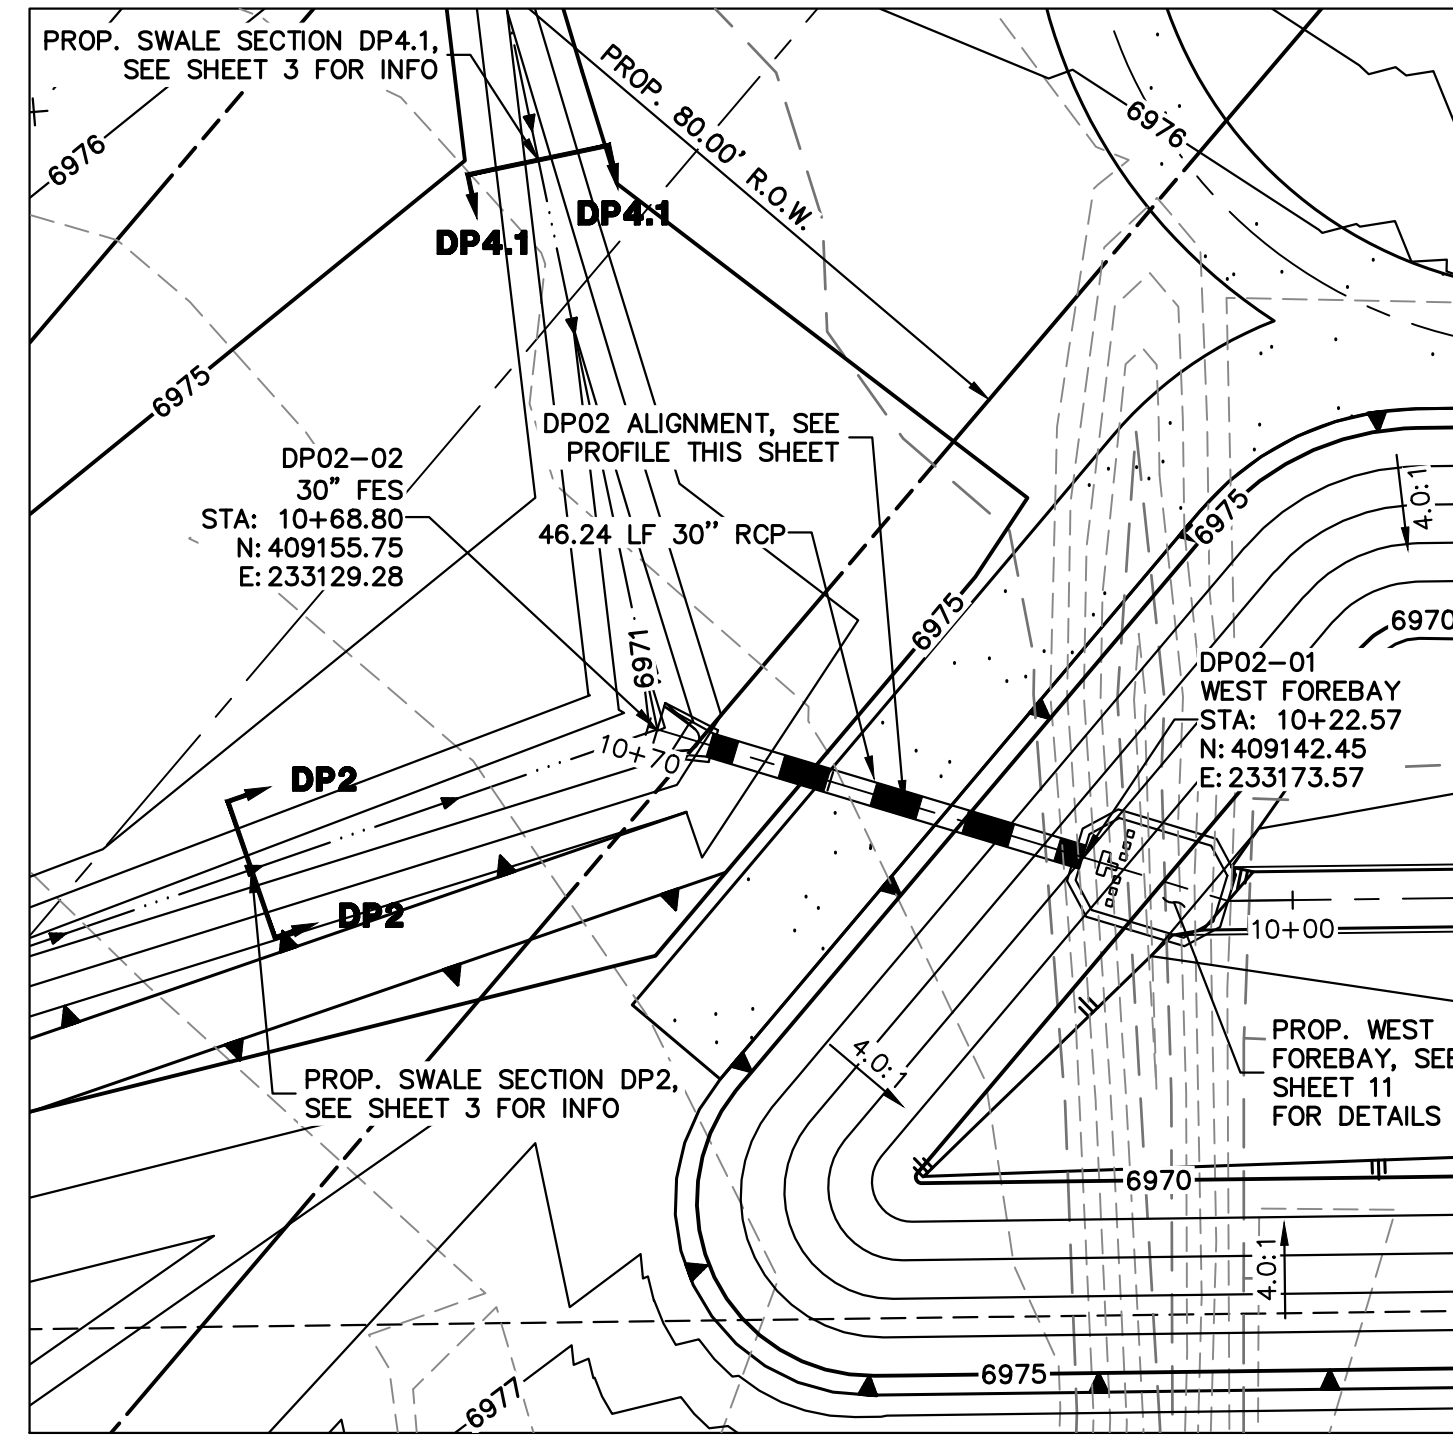 PROP. SWALE SECTION DP4.1,
SEE SHEET 3 FOR INFO
PROP. 80.00' R.O.W.
6976
6976
DP4.1
DP4.1
6975
DP02 ALIGNMENT, SEE
PROFILE THIS SHEET
DP02-02
30" FES
STA: 10+68.80
N: 409155.75
E: 233129.28
46.24 LF 30" RCP
6975
4.0:1
6975
6970
6971
DP02-01
WEST FOREBAY
STA: 10+22.57
N: 409142.45
E: 233173.57
10+70
DP2
DP2
10+00
PROP. WEST
FOREBAY, SEE
SHEET 11
FOR DETAILS
4.0:1
PROP. SWALE SECTION DP2,
SEE SHEET 3 FOR INFO
6970
4.0:1
6975
6977